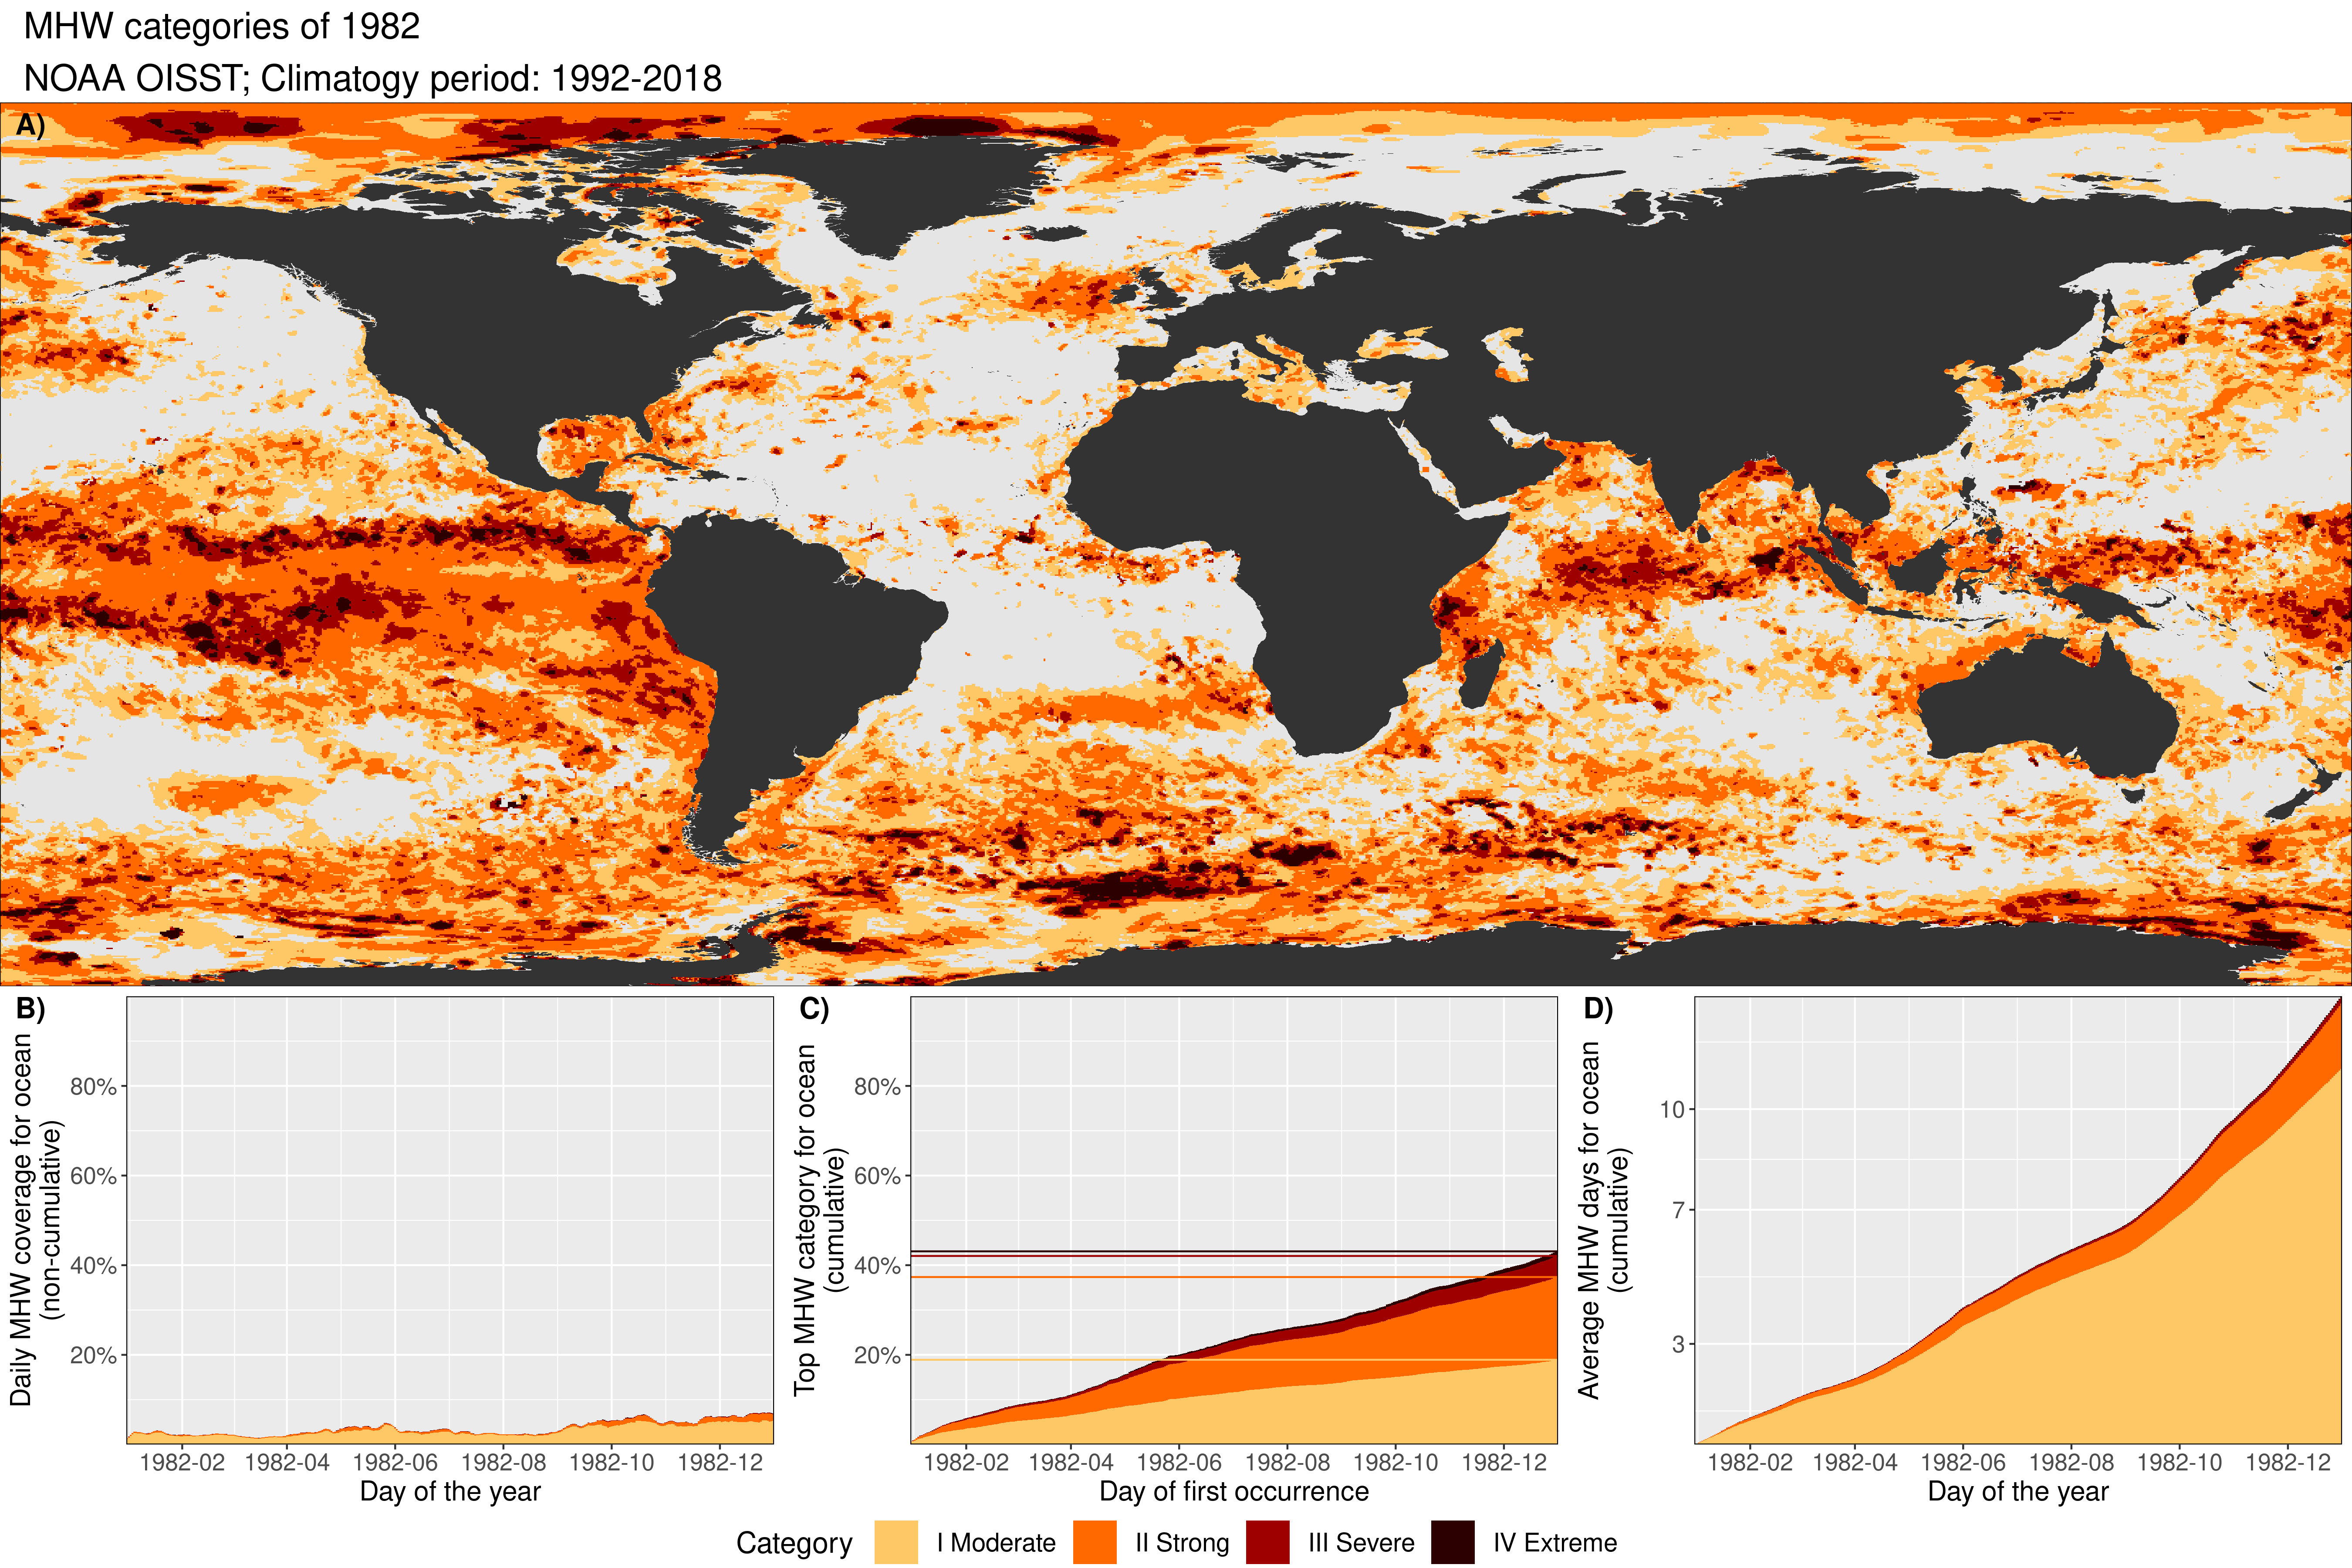 MHW categories of 1982
NOAA OISST; Climatogy period: 1992-2018
A)
B)
Daily MHW coverage for ocean
(non-cumulative)
80%
60%
40%
20%
1982-02 1982-04 1982-06 1982-08 1982-10 1982-12
Day of the year
C)
Top MHW category for ocean
(cumulative)
80%
60%
40%
20%
1982-02 1982-04 1982-06 1982-08 1982-10 1982-12
Day of first occurrence
D)
Average MHW days for ocean
(cumulative)
10
7
3
1982-02 1982-04 1982-06 1982-08 1982-10 1982-12
Day of the year
Category I Moderate II Strong III Severe IV Extreme